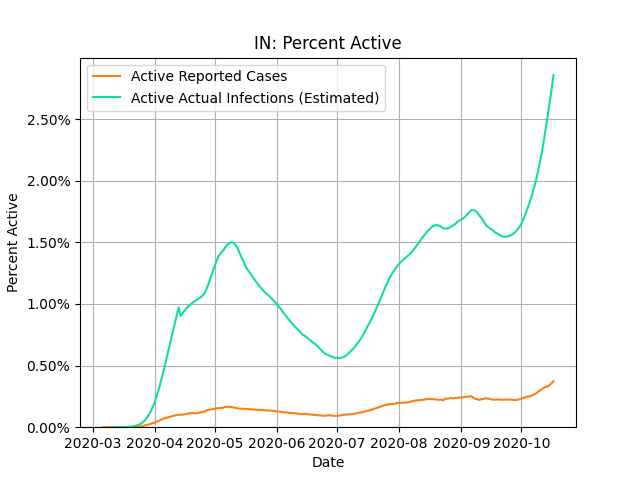 IN: Percent Active
Active Reported Cases
Active Actual Infections (Estimated)
2.50%
2.00%
1.50%
1.00%
0.50%
0.00%
Percent Active
2020-03 2020-04 2020-05 2020-06 2020-07 2020-08 2020-09 2020-10
Date